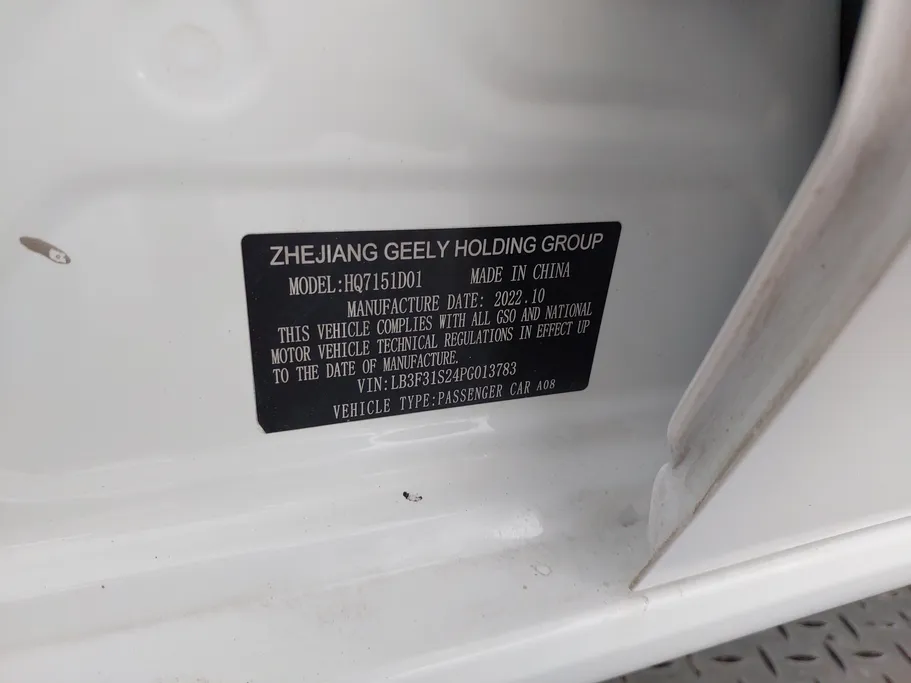 ZHEJIANG GEELY HOLDING GROUP
MODEL:HQ7151D01 MADE IN CHINA
MANUFACTURE DATE: 2022.10
THIS VEHICLE COMPLIES WITH ALL GSO AND NATIONAL
MOTOR VEHICLE TECHNICAL REGULATIONS IN EFFECT UP
TO THE DATE OF MANUFACTURE.
VIN:LB3F31S24PG013783
VEHICLE TYPE:PASSENGER CAR A08